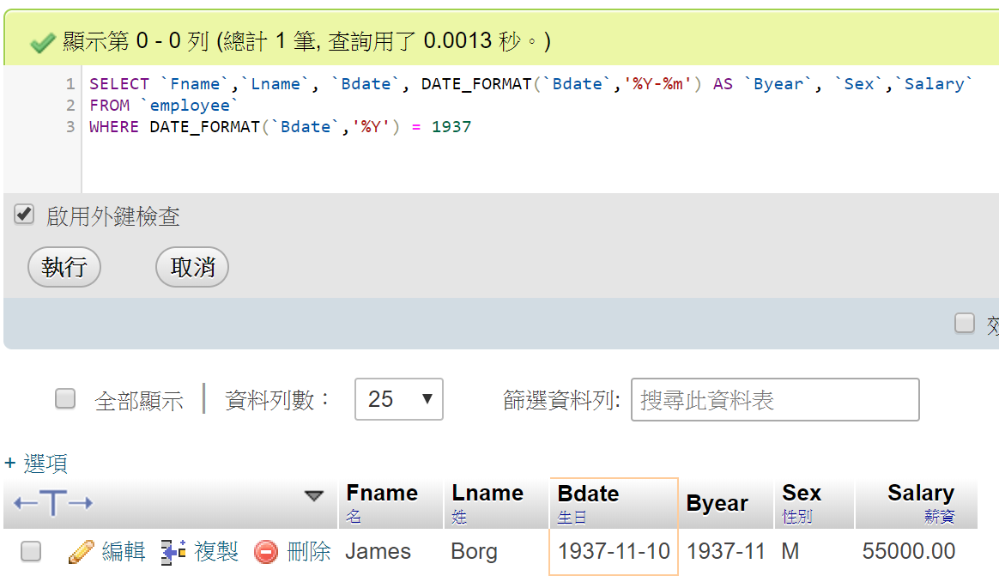 顯示第 0 - 0 列 (總計 1 筆, 查詢用了 0.0013 秒。)
1 SELECT `Fname`,`Lname`, `Bdate`, DATE_FORMAT(`Bdate`,'%Y-%m') AS `Byear`, `Sex`,`Salary`
2 FROM `employee`
3 WHERE DATE_FORMAT(`Bdate`,'%Y') = 1937
啟用外鍵檢查
執行 取消
效
全部顯示 資料列數： 25 篩選資料列: 搜尋此資料表
+ 選項
←T→ Fname Lname Bdate Byear Sex Salary
名 姓 生日 性別 薪資
編輯 複製 刪除 James Borg 1937-11-10 1937-11 M 55000.00